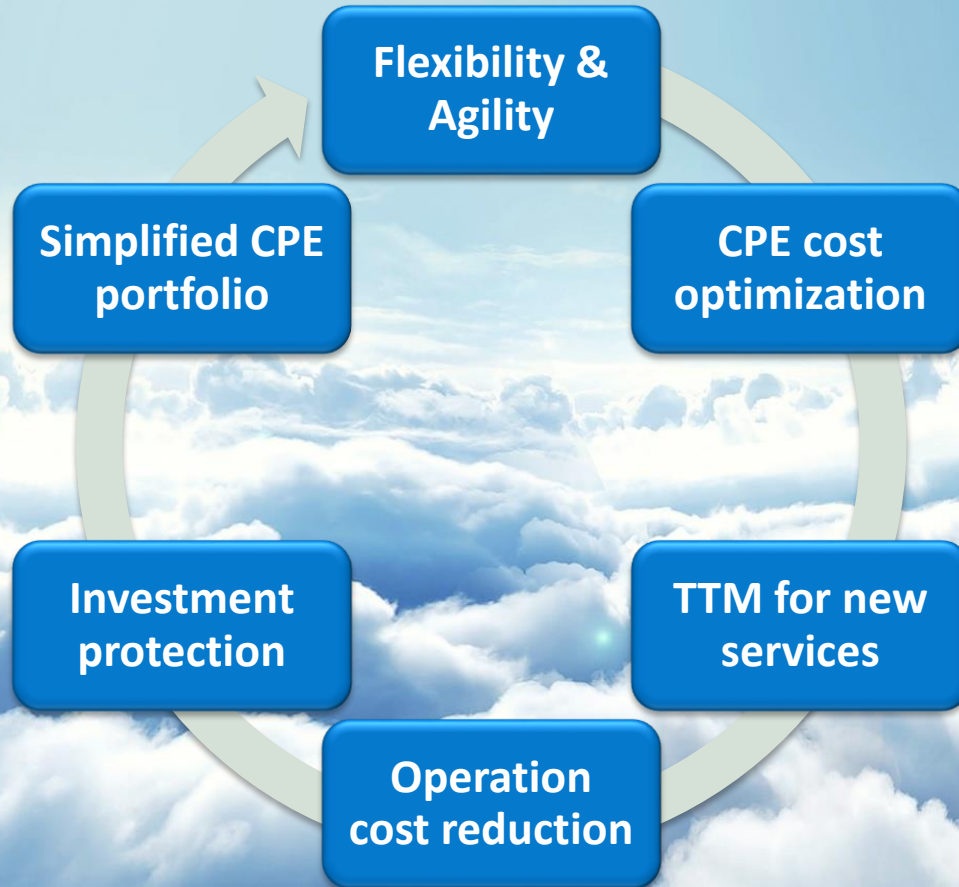 Flexibility &
Agility
CPE cost
optimization
TTM for new
services
Operation
cost reduction
Investment
protection
Simplified CPE
portfolio